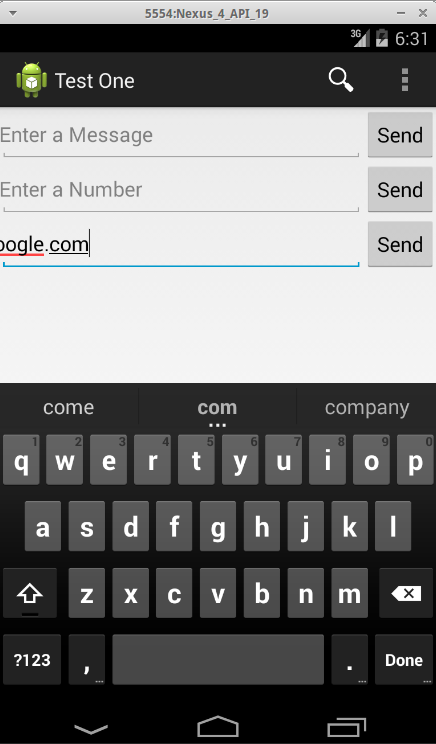 5554:Nexus_4_API_19
3G 6:31
Test One
Enter a Message Send
Enter a Number Send
oogle.com Send
come com company
1 2 3 4 5 6 7 8 9 0
q w e r t y u i o p
a s d f g h j k l
z x c v b n m
?123 , . Done